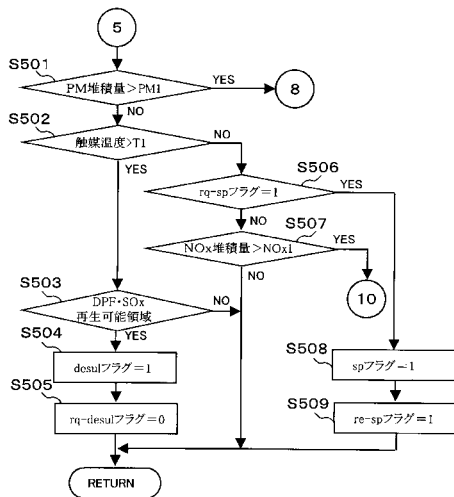 5
S501
PM堆積量>PM1
YES
8
NO
S502
触媒温度>T1
NO
YES
S506
rq-spフラグ=1
YES
NO
S507
NOx堆積量>NOx1
YES
NO
10
S503
DPF・SOx
再生可能領域
NO
YES
S504
desulフラグ=1
S508
spフラグ=1
S505
rq-desulフラグ=0
S509
re-spフラグ=1
RETURN